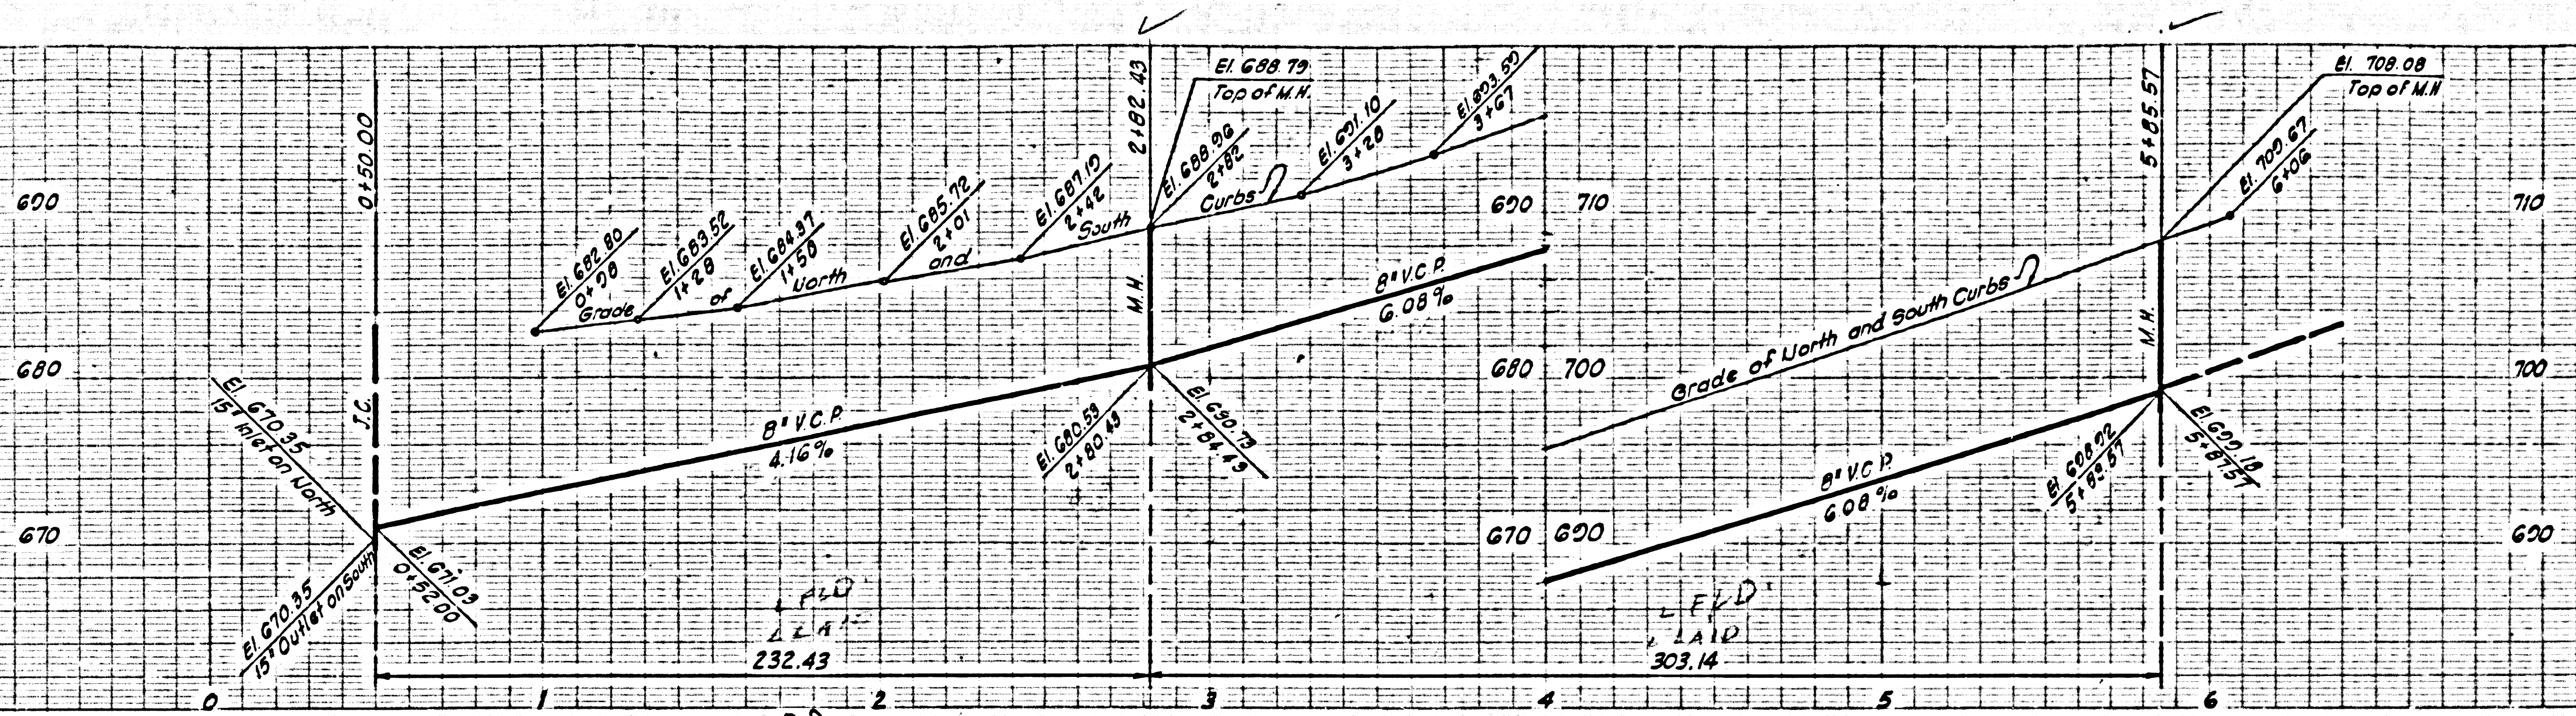 0+50.00
J.C.
El. 682.80
0+98
El. 683.52
1+28
El. 684.37
1+58
El. 685.72
2+01
El. 687.19
2+42
2+82.43
M.H.
El. 688.79
Top of M.H.
El. 688.96
2+82
El. 691.10
3+28
El. 693.59
3+67
Grade of North and South Curbs
8" V.C.P.
4.16%
8" V.C.P.
6.08%
690
680
670
690 710
680 700
670 690
El. 670.35
15" Inlet on North
El. 670.35
15" Outlet on South
El. 671.03
0+52.00
El. 680.53
2+80.43
El. 690.73
2+84.43
232.43
5+85.57
M.H.
El. 708.08
Top of M.H.
El. 709.67
6+06
Grade of North and South Curbs
8" V.C.P.
6.08%
El. 698.92
5+83.57
El. 699.18
5+87.57
710
700
690
LAID
303.14
0 1 2 3 4 5 6